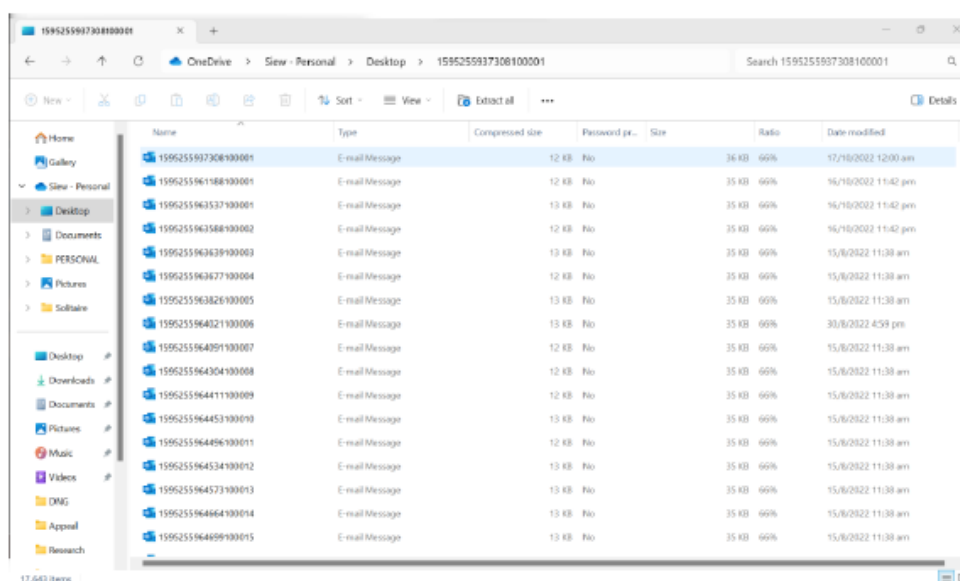 1595255937308100001
OneDrive > Siew - Personal > Desktop > 1595255937308100001 Search 1595255937308100001
New Sort View Extract all ... Details
Name Type Compressed size Password pr... Size Ratio Date modified
Home
Gallery
Siew - Personal
Desktop
Documents
PERSONAL
Pictures
Solitaire
Desktop
Downloads
Documents
Pictures
Music
Videos
DNG
Appeal
Research
1595255937308100001 E-mail Message 12 KB No 36 KB 66% 17/10/2022 12:00 am
1595255961188100001 E-mail Message 12 KB No 35 KB 66% 16/10/2022 11:42 pm
1595255963537100001 E-mail Message 13 KB No 35 KB 66% 16/10/2022 11:42 pm
1595255963588100002 E-mail Message 12 KB No 35 KB 66% 16/10/2022 11:42 pm
1595255963639100003 E-mail Message 13 KB No 35 KB 66% 15/8/2022 11:38 am
1595255963677100004 E-mail Message 12 KB No 35 KB 66% 15/8/2022 11:38 am
1595255963826100005 E-mail Message 13 KB No 35 KB 66% 15/8/2022 11:38 am
1595255964021100006 E-mail Message 13 KB No 35 KB 66% 30/8/2022 4:59 pm
1595255964091100007 E-mail Message 12 KB No 35 KB 66% 15/8/2022 11:38 am
1595255964304100008 E-mail Message 12 KB No 35 KB 66% 15/8/2022 11:38 am
1595255964411100009 E-mail Message 12 KB No 35 KB 66% 15/8/2022 11:38 am
1595255964453100010 E-mail Message 13 KB No 35 KB 66% 15/8/2022 11:38 am
1595255964496100011 E-mail Message 12 KB No 35 KB 66% 15/8/2022 11:38 am
1595255964534100012 E-mail Message 13 KB No 35 KB 66% 15/8/2022 11:38 am
1595255964573100013 E-mail Message 13 KB No 35 KB 66% 15/8/2022 11:38 am
1595255964664100014 E-mail Message 13 KB No 35 KB 66% 15/8/2022 11:38 am
1595255964699100015 E-mail Message 13 KB No 35 KB 66% 15/8/2022 11:38 am
17,643 items